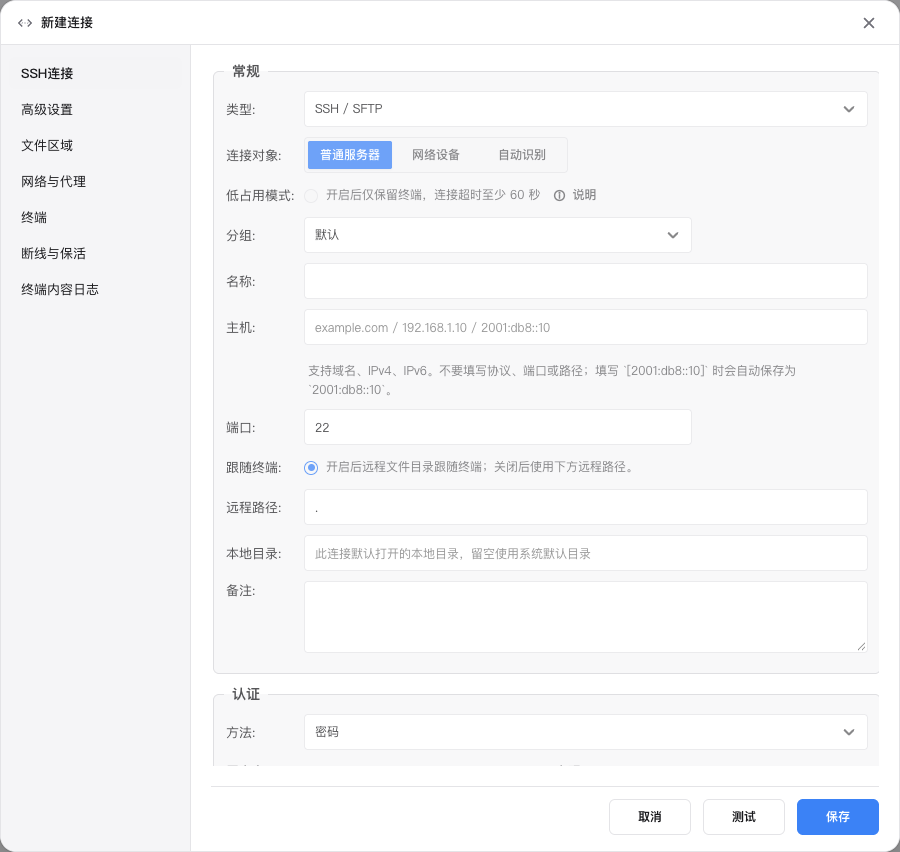 新建连接
SSH连接
高级设置
文件区域
网络与代理
终端
断线与保活
终端内容日志
常规
类型: SSH / SFTP
连接对象: 普通服务器 网络设备 自动识别
低占用模式: 开启后仅保留终端，连接超时至少 60 秒 说明
分组: 默认
名称:
主机: example.com / 192.168.1.10 / 2001:db8::10
支持域名、IPv4、IPv6。不要填写协议、端口或路径；填写 `[2001:db8::10]` 时会自动保存为
`2001:db8::10`。
端口: 22
跟随终端: 开启后远程文件目录跟随终端；关闭后使用下方远程路径。
远程路径: .
本地目录: 此连接默认打开的本地目录，留空使用系统默认目录
备注:
认证
方法: 密码
取消 测试 保存